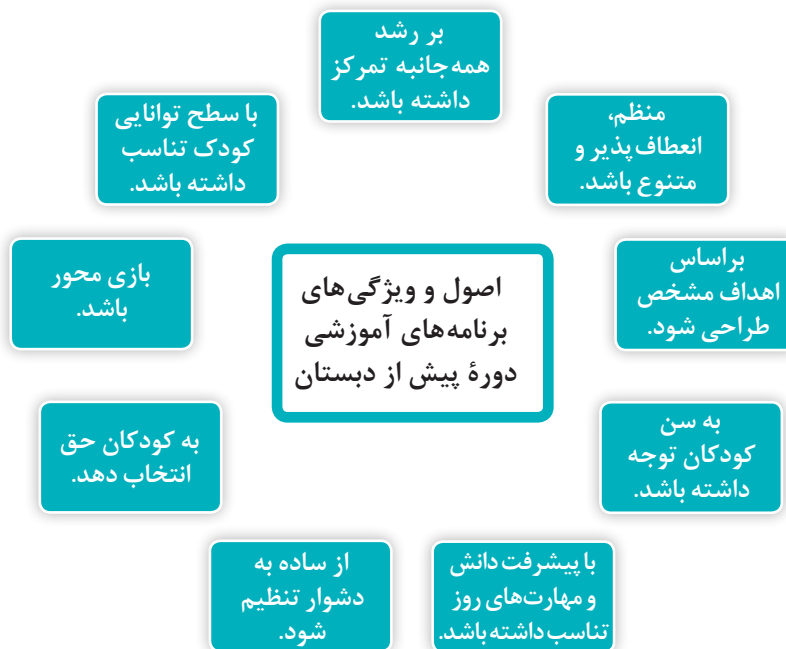 بر رشد
همه‌جانبه تمرکز
داشته باشد.
منظم،
انعطاف‌پذیر و
متنوع باشد.
براساس
اهداف مشخص
طراحی شود.
به سن
کودکان توجه
داشته باشد.
با پیشرفت دانش
و مهارت‌های روز
تناسب داشته باشد.
از ساده به
دشوار تنظیم
شود.
به کودکان حق
انتخاب دهد.
بازی محور
باشد.
با سطح توانایی
کودک تناسب
داشته باشد.
اصول و ویژگی‌های
برنامه‌های آموزشی
دورهٔ پیش از دبستان